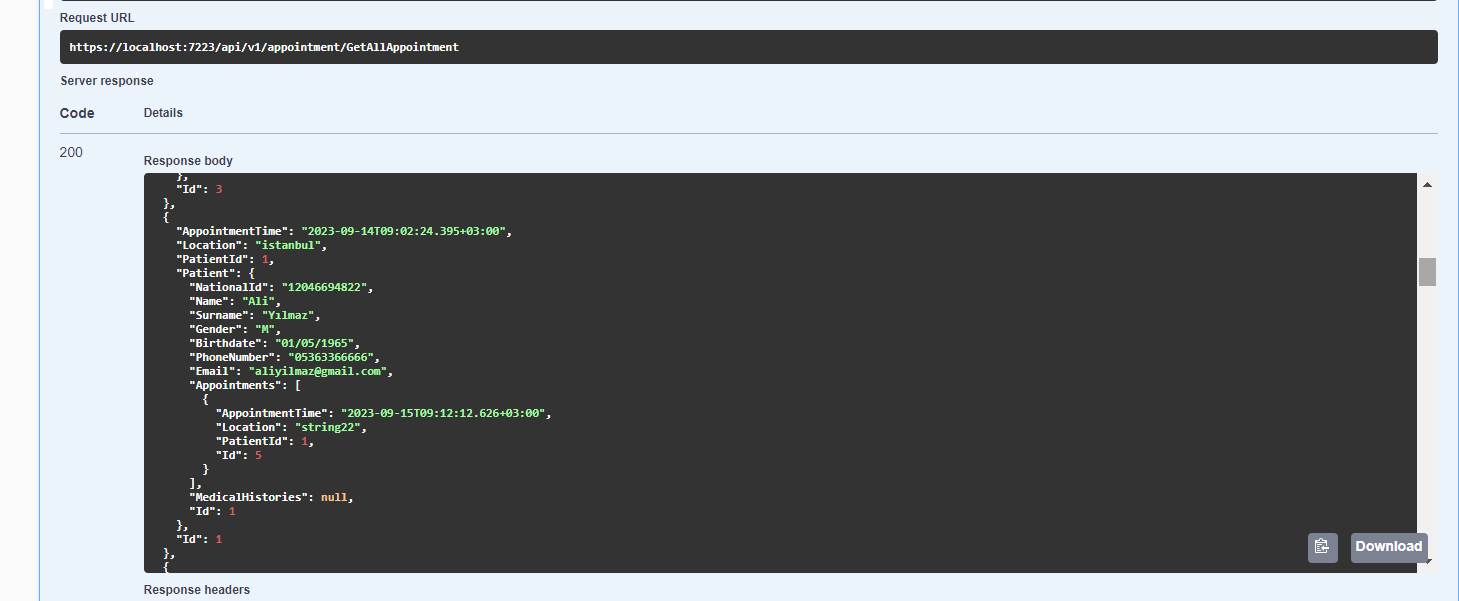 Request URL
https://localhost:7223/api/v1/appointment/GetAllAppointment
Server response
Code Details
200
Response body
},
"Id": 3
},
{
"AppointmentTime": "2023-09-14T09:02:24.395+03:00",
"Location": "istanbul",
"PatientId": 1,
"Patient": {
"NationalId": "12046694822",
"Name": "Ali",
"Surname": "Yılmaz",
"Gender": "M",
"Birthdate": "01/05/1965",
"PhoneNumber": "05363366666",
"Email": "aliyilmaz@gmail.com",
"Appointments": [
{
"AppointmentTime": "2023-09-15T09:12:12.626+03:00",
"Location": "string22",
"PatientId": 1,
"Id": 5
}
],
"MedicalHistories": null,
"Id": 1
},
"Id": 1
},
{
Download
Response headers